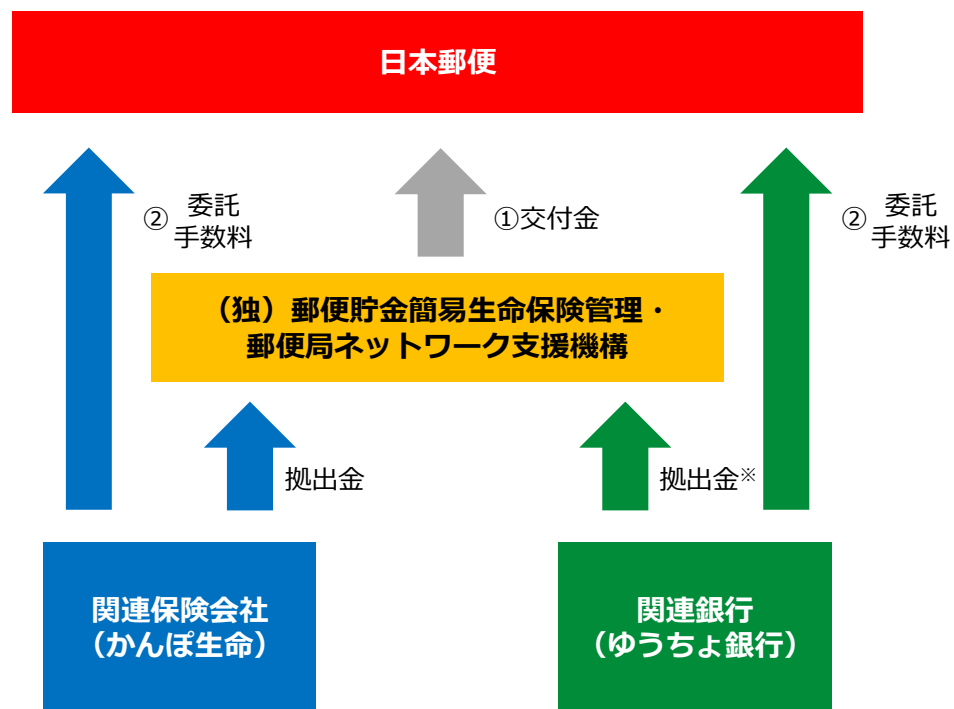 日本郵便
② 委託
手数料
①交付金
② 委託
手数料
（独）郵便貯金簡易生命保険管理・
郵便局ネットワーク支援機構
拠出金
拠出金※
関連保険会社
（かんぽ生命）
関連銀行
（ゆうちょ銀行）